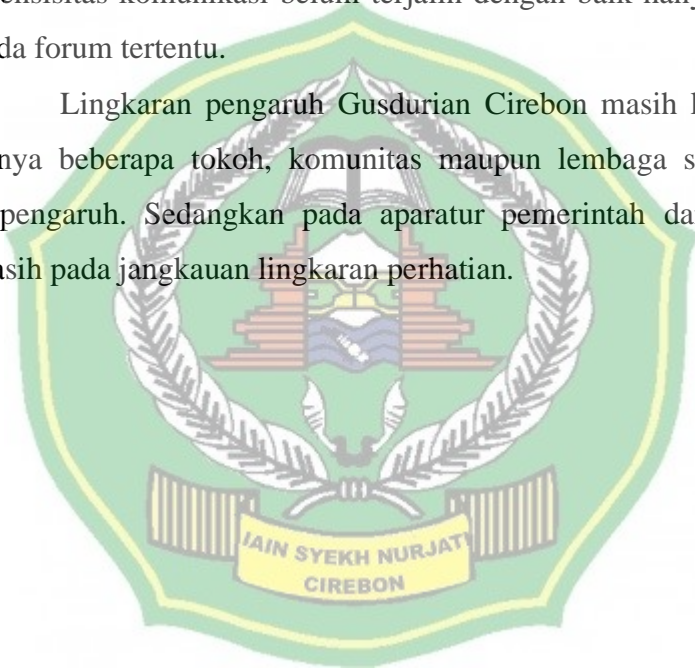 ensisitas komunikasi belum terjalin dengan baik hany
da forum tertentu.
Lingkaran pengaruh Gusdurian Cirebon masih
nya beberapa tokoh, komunitas maupun lembaga s
pengaruh. Sedangkan pada aparatur pemerintah da
asih pada jangkauan lingkaran perhatian.
IAIN SYEKH NURJATI
CIREBON